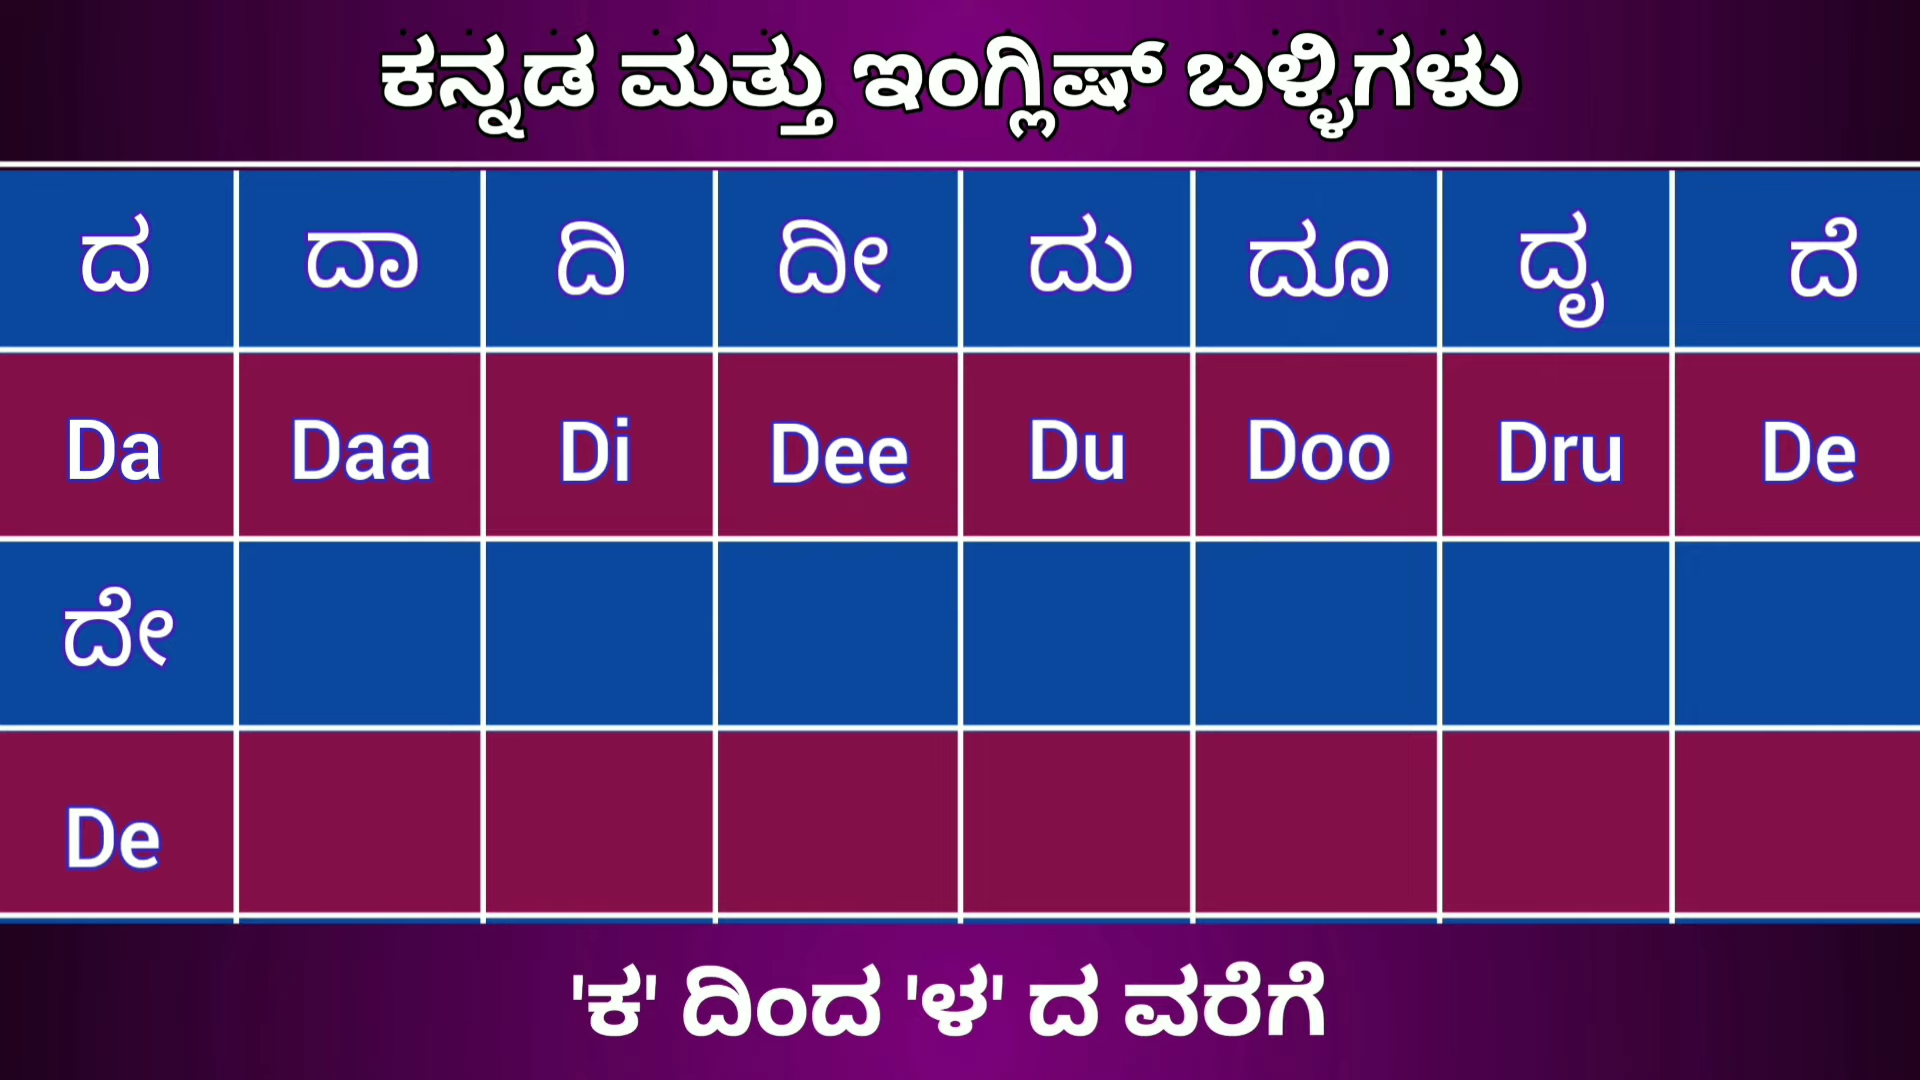 ಕನ್ನಡ ಮತ್ತು ಇಂಗ್ಲಿಷ್ ಬಳ್ಳಿಗಳು
ದ ದಾ ದಿ ದೀ ದು ದೂ ದೃ ದೆ
Da Daa Di Dee Du Doo Dru De
ದೇ
De
'ಕ' ದಿಂದ 'ಳ' ದ ವರೆಗೆ